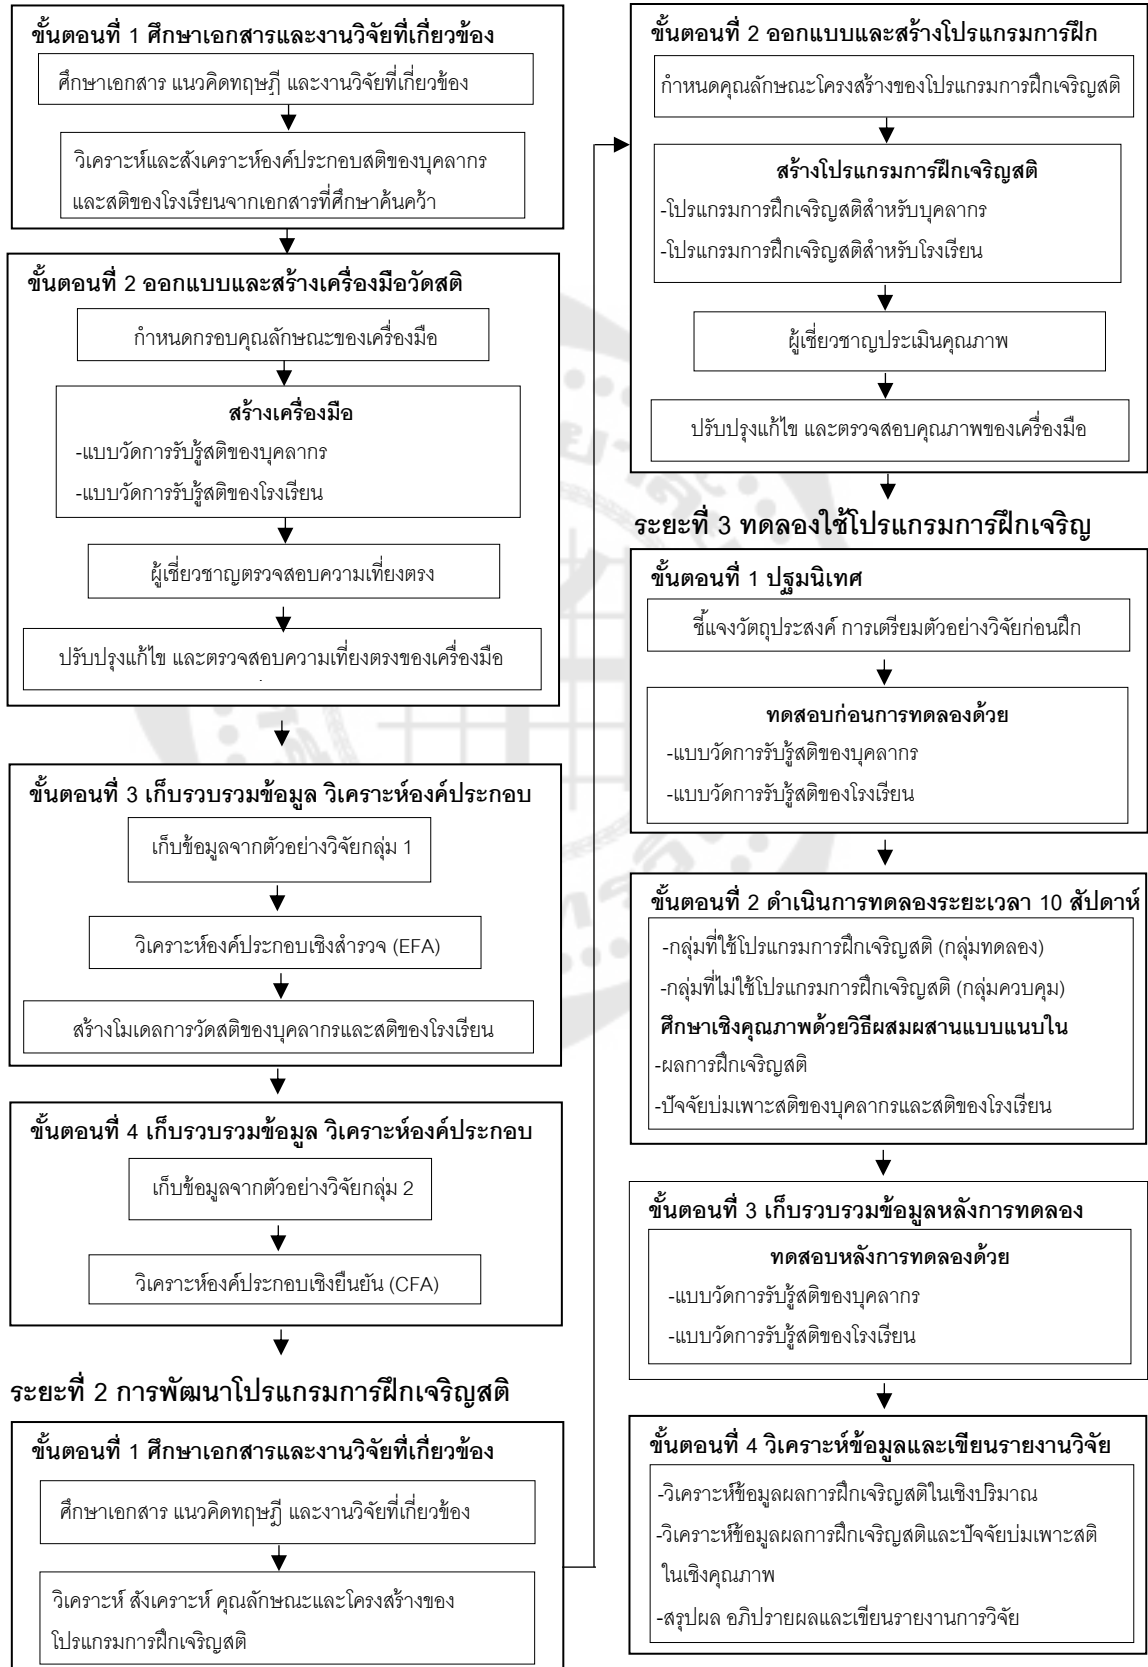 ขั้นตอนที่ 1 ศึกษาเอกสารและงานวิจัยที่เกี่ยวข้อง
ศึกษาเอกสาร แนวคิดทฤษฎี และงานวิจัยที่เกี่ยวข้อง
วิเคราะห์และสังเคราะห์องค์ประกอบสติของบุคลากร
และสติของโรงเรียนจากเอกสารที่ศึกษาค้นคว้า
ขั้นตอนที่ 2 ออกแบบและสร้างเครื่องมือวัดสติ
กำหนดกรอบคุณลักษณะของเครื่องมือ
สร้างเครื่องมือ
-แบบวัดการรับรู้สติของบุคลากร
-แบบวัดการรับรู้สติของโรงเรียน
ผู้เชี่ยวชาญตรวจสอบความเที่ยงตรง
ปรับปรุงแก้ไข และตรวจสอบความเที่ยงตรงของเครื่องมือ
ขั้นตอนที่ 3 เก็บรวบรวมข้อมูล วิเคราะห์องค์ประกอบ
เก็บข้อมูลจากตัวอย่างวิจัยกลุ่ม 1
วิเคราะห์องค์ประกอบเชิงสำรวจ (EFA)
สร้างโมเดลการวัดสติของบุคลากรและสติของโรงเรียน
ขั้นตอนที่ 4 เก็บรวบรวมข้อมูล วิเคราะห์องค์ประกอบ
เก็บข้อมูลจากตัวอย่างวิจัยกลุ่ม 2
วิเคราะห์องค์ประกอบเชิงยืนยัน (CFA)
ระยะที่ 2 การพัฒนาโปรแกรมการฝึกเจริญสติ
ขั้นตอนที่ 1 ศึกษาเอกสารและงานวิจัยที่เกี่ยวข้อง
ศึกษาเอกสาร แนวคิดทฤษฎี และงานวิจัยที่เกี่ยวข้อง
วิเคราะห์ สังเคราะห์ คุณลักษณะและโครงสร้างของ
โปรแกรมการฝึกเจริญสติ
ขั้นตอนที่ 2 ออกแบบและสร้างโปรแกรมการฝึก
กำหนดคุณลักษณะโครงสร้างของโปรแกรมการฝึกเจริญสติ
สร้างโปรแกรมการฝึกเจริญสติ
-โปรแกรมการฝึกเจริญสติสำหรับบุคลากร
-โปรแกรมการฝึกเจริญสติสำหรับโรงเรียน
ผู้เชี่ยวชาญประเมินคุณภาพ
ปรับปรุงแก้ไข และตรวจสอบคุณภาพของเครื่องมือ
ระยะที่ 3 ทดลองใช้โปรแกรมการฝึกเจริญ
ขั้นตอนที่ 1 ปฐมนิเทศ
ชี้แจงวัตถุประสงค์ การเตรียมตัวอย่างวิจัยก่อนฝึก
ทดสอบก่อนการทดลองด้วย
-แบบวัดการรับรู้สติของบุคลากร
-แบบวัดการรับรู้สติของโรงเรียน
ขั้นตอนที่ 2 ดำเนินการทดลองระยะเวลา 10 สัปดาห์
-กลุ่มที่ใช้โปรแกรมการฝึกเจริญสติ (กลุ่มทดลอง)
-กลุ่มที่ไม่ใช้โปรแกรมการฝึกเจริญสติ (กลุ่มควบคุม)
ศึกษาเชิงคุณภาพด้วยวิธีผสมผสานแบบแนบใน
-ผลการฝึกเจริญสติ
-ปัจจัยบ่มเพาะสติของบุคลากรและสติของโรงเรียน
ขั้นตอนที่ 3 เก็บรวบรวมข้อมูลหลังการทดลอง
ทดสอบหลังการทดลองด้วย
-แบบวัดการรับรู้สติของบุคลากร
-แบบวัดการรับรู้สติของโรงเรียน
ขั้นตอนที่ 4 วิเคราะห์ข้อมูลและเขียนรายงานวิจัย
-วิเคราะห์ข้อมูลผลการฝึกเจริญสติในเชิงปริมาณ
-วิเคราะห์ข้อมูลผลการฝึกเจริญสติและปัจจัยบ่มเพาะสติ
ในเชิงคุณภาพ
-สรุปผล อภิปรายผลและเขียนรายงานการวิจัย